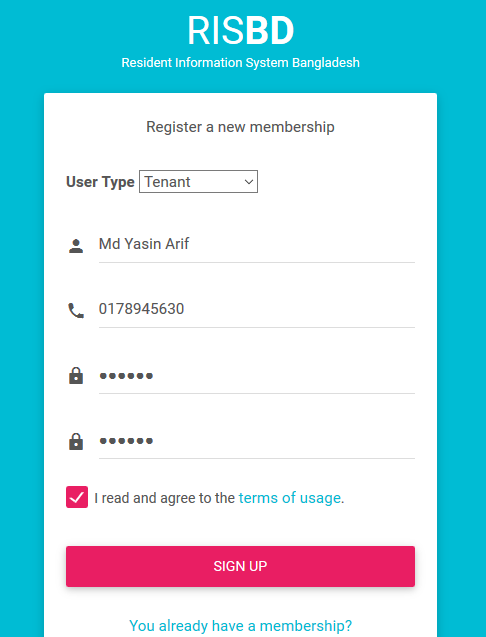 RISBD
Resident Information System Bangladesh
Register a new membership
User Type Tenant
Md Yasin Arif
0178945630
••••••
••••••
I read and agree to the terms of usage.
SIGN UP
You already have a membership?